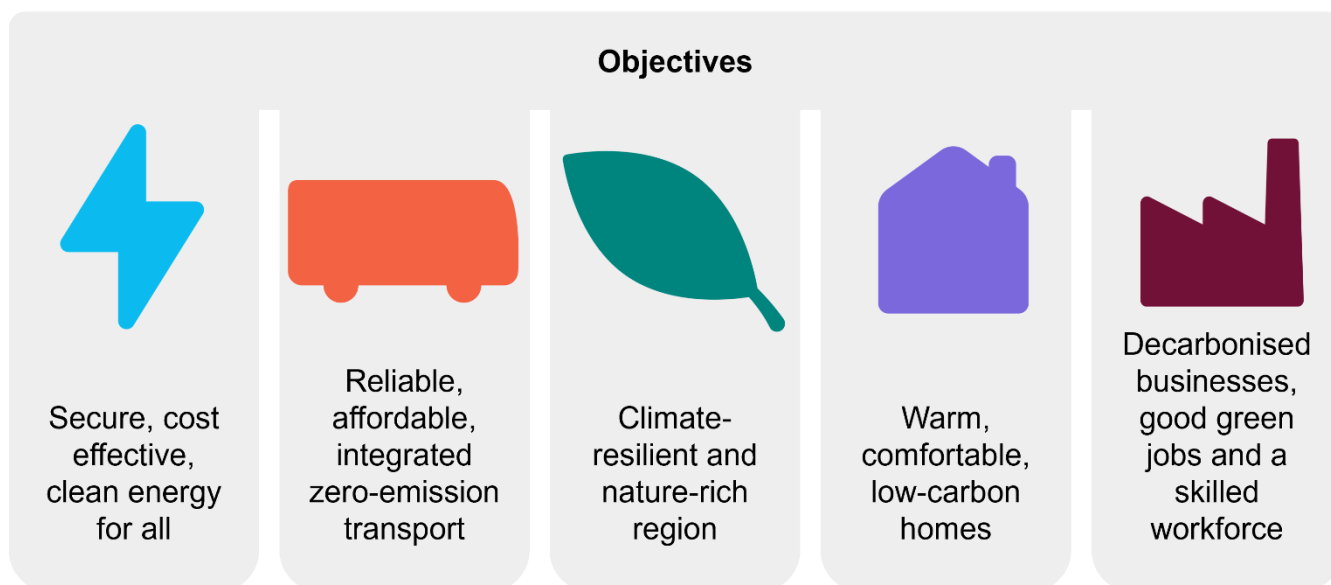 Objectives
Secure, cost
effective,
clean energy
for all
Reliable,
affordable,
integrated
zero-emission
transport
Climate-
resilient and
nature-rich
region
Warm,
comfortable,
low-carbon
homes
Decarbonised
businesses,
good green
jobs and a
skilled
workforce